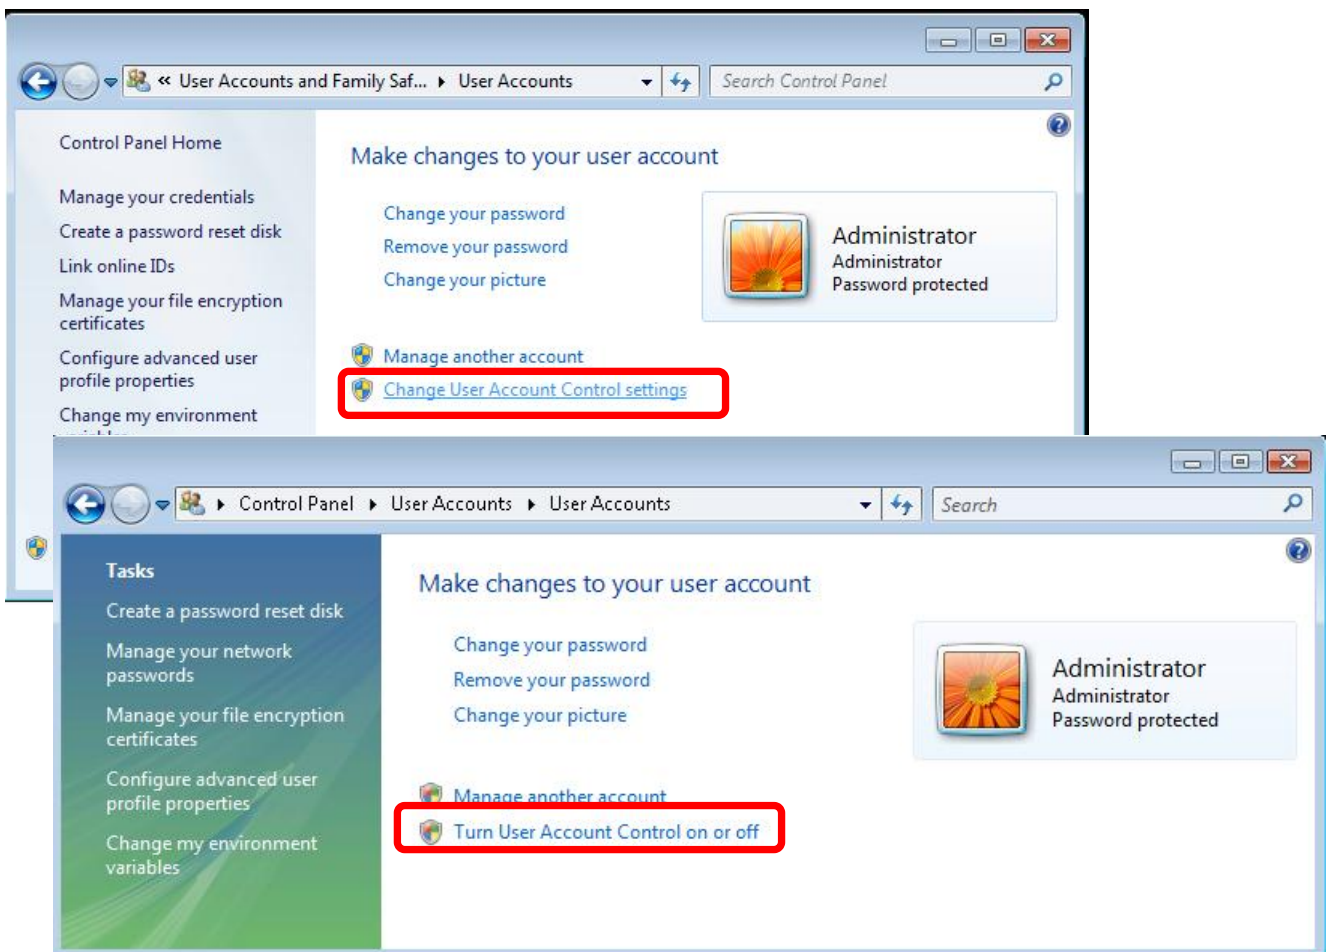 « User Accounts and Family Saf... User Accounts
Search Control Panel
Control Panel Home
Manage your credentials
Create a password reset disk
Link online IDs
Manage your file encryption
certificates
Configure advanced user
profile properties
Change my environment
Make changes to your user account
Change your password
Remove your password
Change your picture
Administrator
Administrator
Password protected
Manage another account
Change User Account Control settings
Control Panel User Accounts User Accounts
Search
Tasks
Create a password reset disk
Manage your network
passwords
Manage your file encryption
certificates
Configure advanced user
profile properties
Change my environment
variables
Make changes to your user account
Change your password
Remove your password
Change your picture
Administrator
Administrator
Password protected
Manage another account
Turn User Account Control on or off